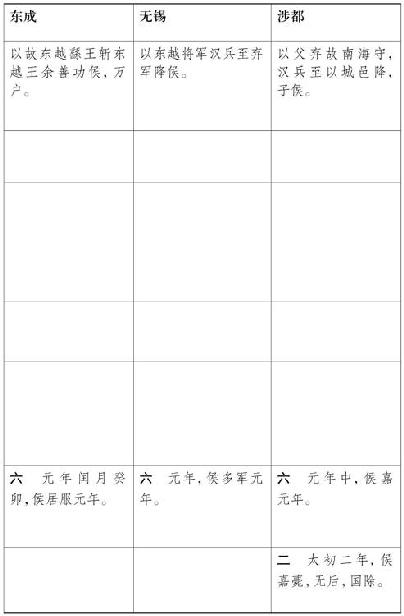 东成
以故东越繇王斩东
越王余善功侯，万
户。
无锡
以东越将军汉兵至弃
军降侯。
涉都
以父弃故南海守，
汉兵至以城邑降，
子侯。
六　元年闰月癸
卯，侯居服元年。
六　元年，侯多军元
年。
六　元年中，侯嘉
元年。
二　太初二年，侯
嘉薨，无后，国除。